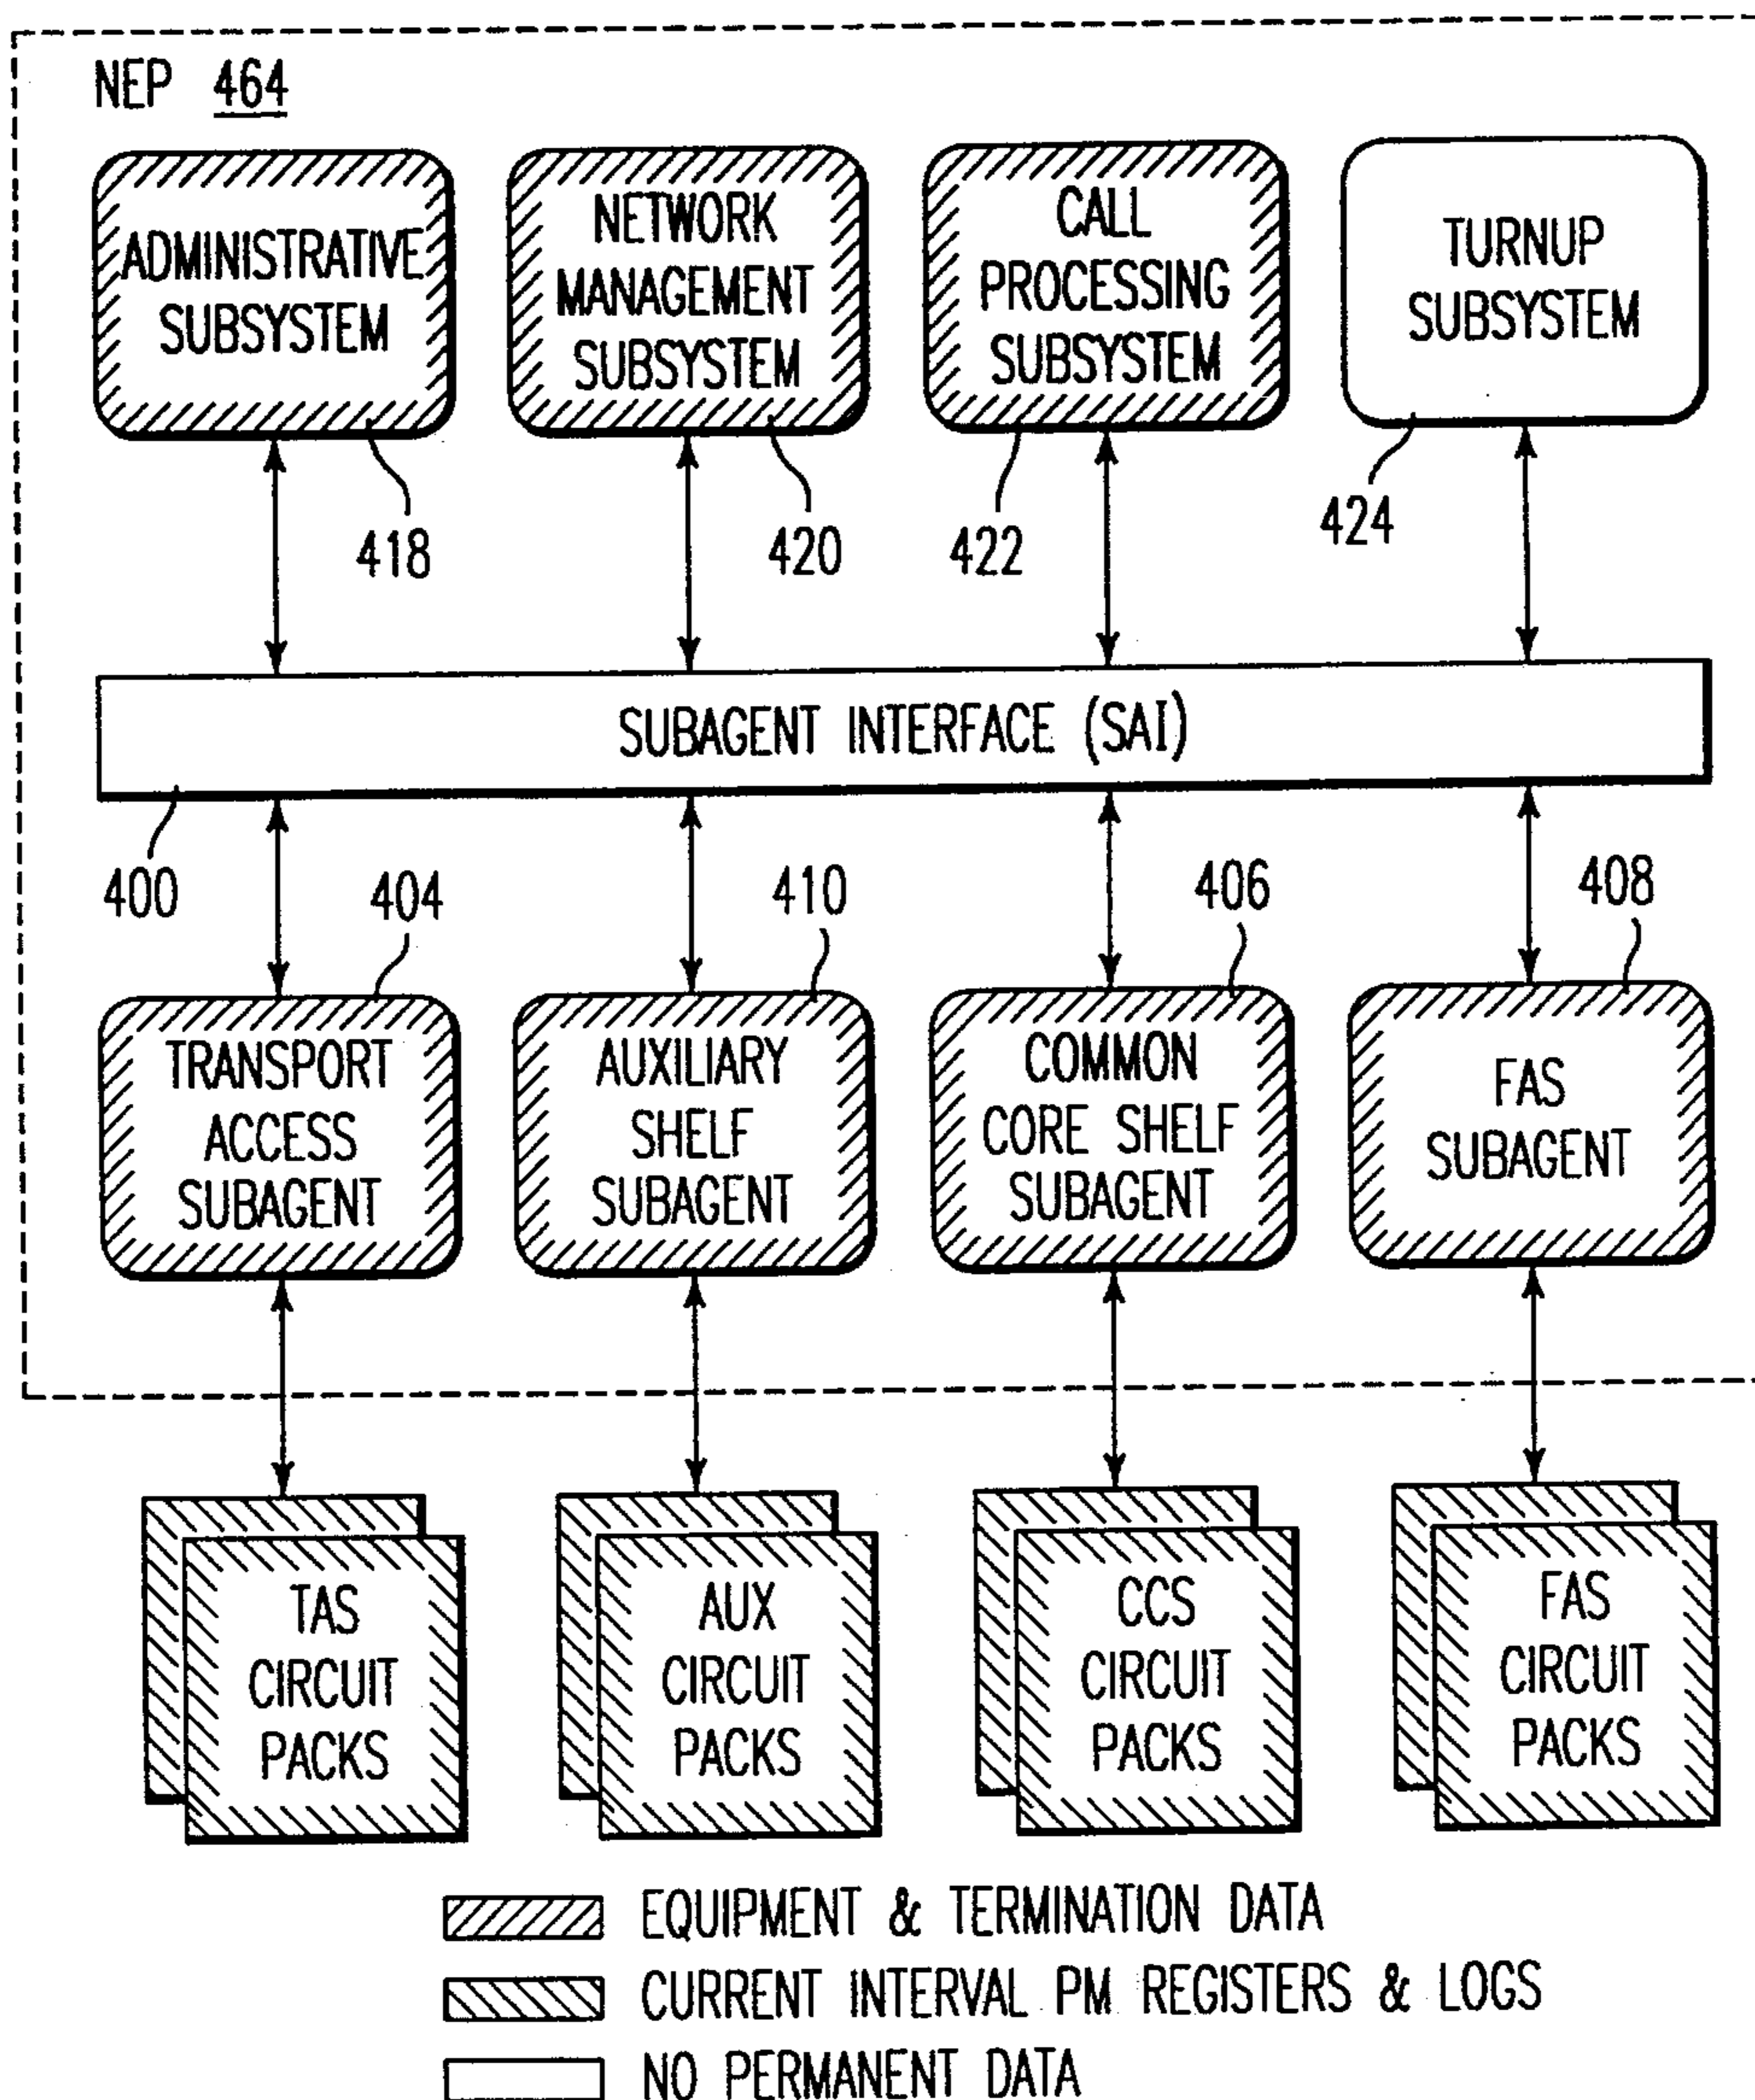 NEP 464
ADMINISTRATIVE
SUBSYSTEM
NETWORK
MANAGEMENT
SUBSYSTEM
CALL
PROCESSING
SUBSYSTEM
TURNUP
SUBSYSTEM
418
420
422
424
SUBAGENT INTERFACE (SAI)
400
404
410
406
408
TRANSPORT
ACCESS
SUBAGENT
AUXILIARY
SHELF
SUBAGENT
COMMON
CORE SHELF
SUBAGENT
FAS
SUBAGENT
TAS
CIRCUIT
PACKS
AUX
CIRCUIT
PACKS
CCS
CIRCUIT
PACKS
FAS
CIRCUIT
PACKS
EQUIPMENT & TERMINATION DATA
CURRENT INTERVAL PM REGISTERS & LOGS
NO PERMANENT DATA